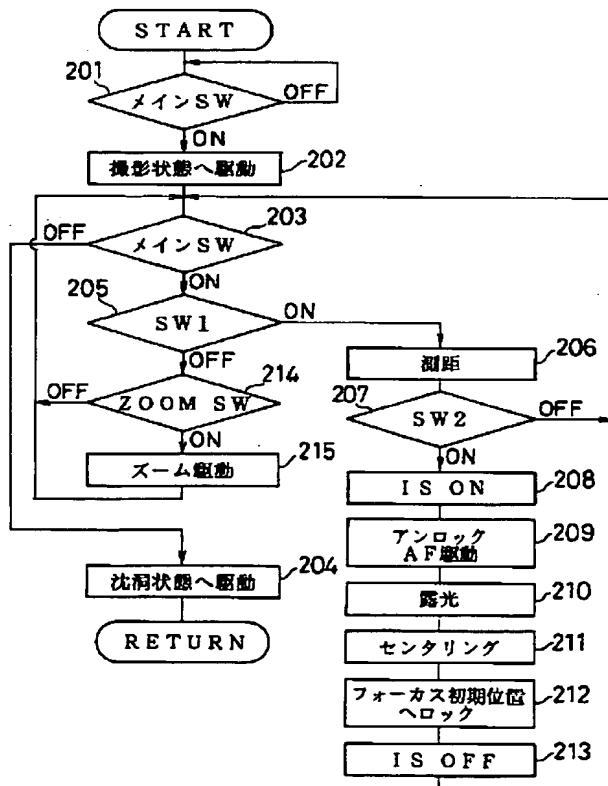 START
201
メインSW
OFF
ON
撮影状態へ駆動
202
203
OFF
メインSW
ON
205
SW1
ON
OFF
206
測距
214
OFF
ZOOM SW
207
SW2
OFF
ON
ON
215
ズーム駆動
IS ON
208
アンロック
AF駆動
209
204
沈胴状態へ駆動
露光
210
RETURN
センタリング
211
フォーカス初期位置
へロック
212
IS OFF
213